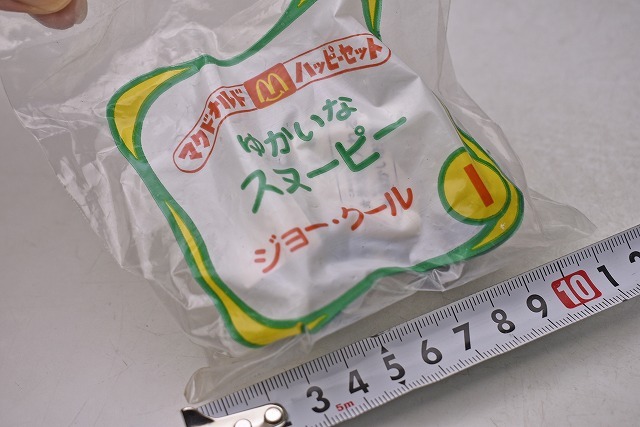 マクドナルド M ハッピーセット
ゆかいな
スヌーピー
ジョー・クール
1
3 4 5 6 7 8 9 10 1 2
5m